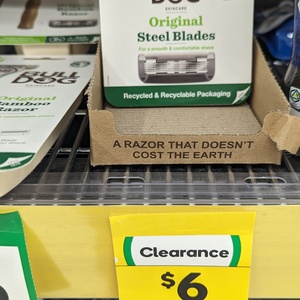 SKINCARE
Original
Steel Blades
For a smooth & comfortable shave
Recycled & Recyclable Packaging
BULL
DOG
Original
Bamboo
Razor
A RAZOR THAT DOESN'T
COST THE EARTH
Clearance
$6